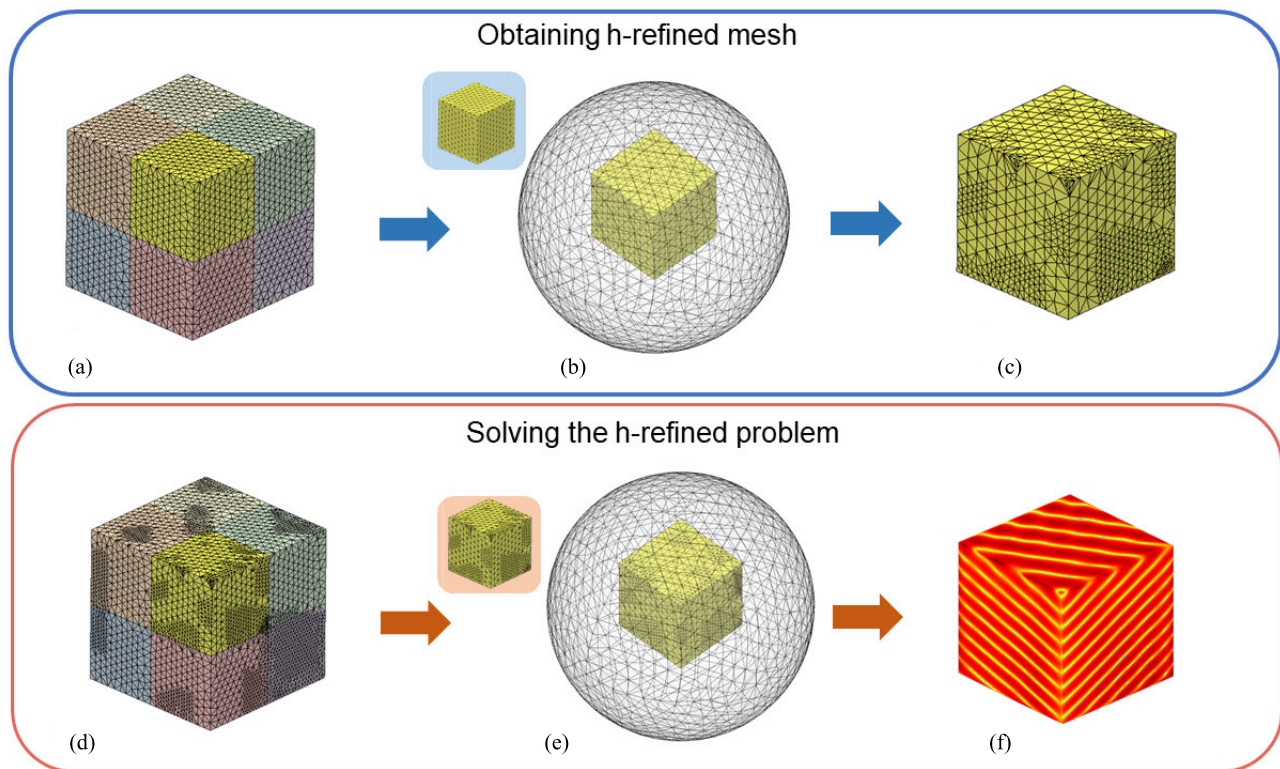 Obtaining h-refined mesh
(a)
(b)
(c)
Solving the h-refined problem
(d)
(e)
(f)